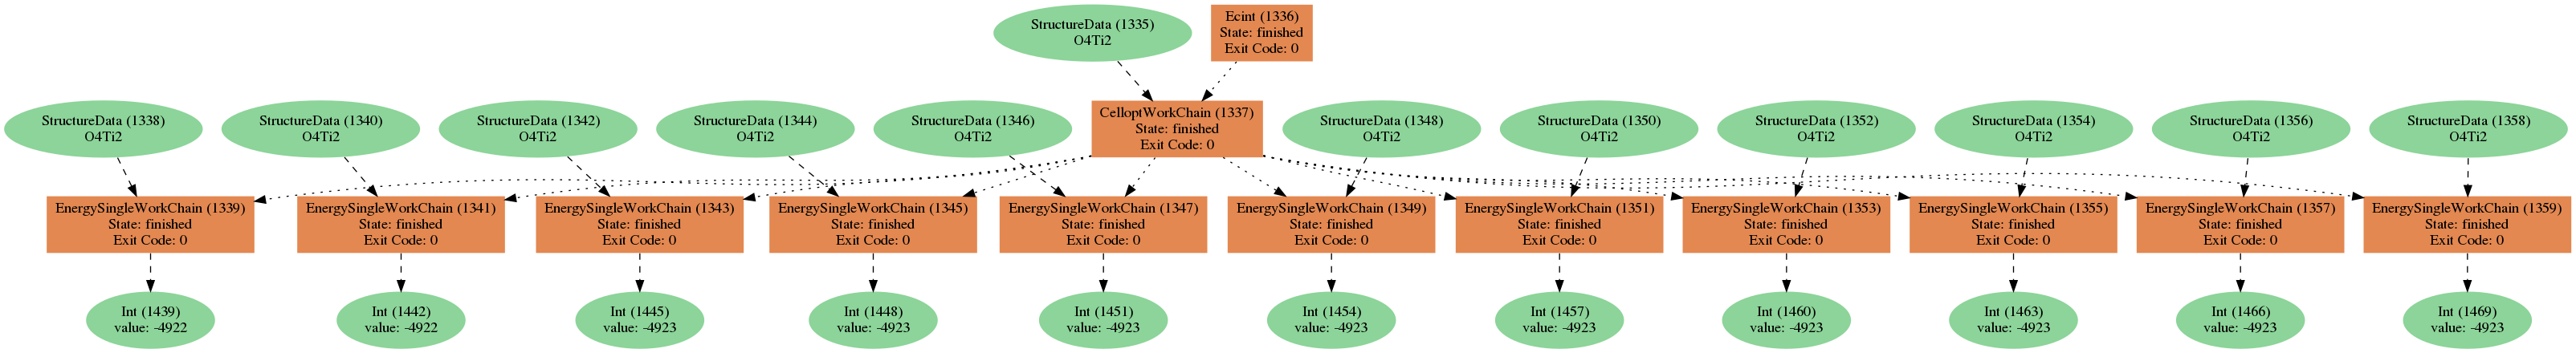 StructureData (1335)
O4Ti2
Ecint (1336)
State: finished
Exit Code: 0
StructureData (1338)
O4Ti2
StructureData (1340)
O4Ti2
StructureData (1342)
O4Ti2
StructureData (1344)
O4Ti2
StructureData (1346)
O4Ti2
CelloptWorkChain (1337)
State: finished
Exit Code: 0
StructureData (1348)
O4Ti2
StructureData (1350)
O4Ti2
StructureData (1352)
O4Ti2
StructureData (1354)
O4Ti2
StructureData (1356)
O4Ti2
StructureData (1358)
O4Ti2
EnergySingleWorkChain (1339)
State: finished
Exit Code: 0
EnergySingleWorkChain (1341)
State: finished
Exit Code: 0
EnergySingleWorkChain (1343)
State: finished
Exit Code: 0
EnergySingleWorkChain (1345)
State: finished
Exit Code: 0
EnergySingleWorkChain (1347)
State: finished
Exit Code: 0
EnergySingleWorkChain (1349)
State: finished
Exit Code: 0
EnergySingleWorkChain (1351)
State: finished
Exit Code: 0
EnergySingleWorkChain (1353)
State: finished
Exit Code: 0
EnergySingleWorkChain (1355)
State: finished
Exit Code: 0
EnergySingleWorkChain (1357)
State: finished
Exit Code: 0
EnergySingleWorkChain (1359)
State: finished
Exit Code: 0
Int (1439)
value: -4922
Int (1442)
value: -4922
Int (1445)
value: -4923
Int (1448)
value: -4923
Int (1451)
value: -4923
Int (1454)
value: -4923
Int (1457)
value: -4923
Int (1460)
value: -4923
Int (1463)
value: -4923
Int (1466)
value: -4923
Int (1469)
value: -4923